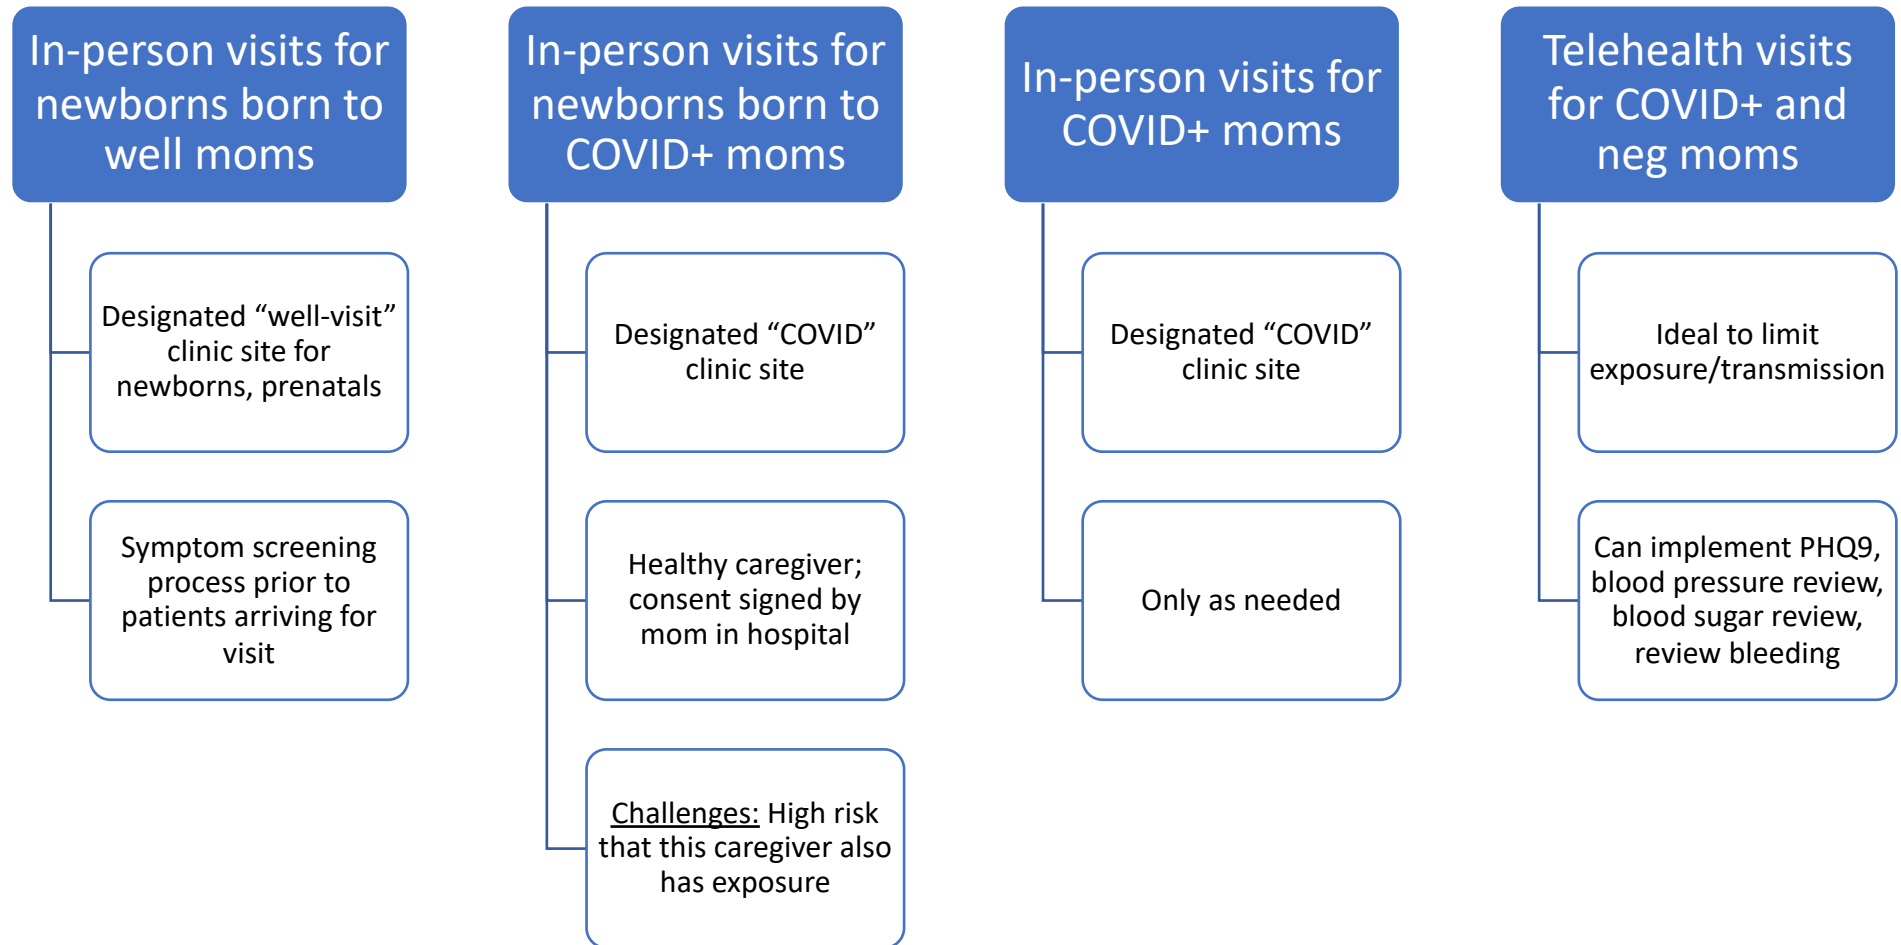 In-person visits for
newborns born to
well moms
Designated “well-visit”
clinic site for
newborns, prenatals
Symptom screening
process prior to
patients arriving for
visit
In-person visits for
newborns born to
COVID+ moms
Designated “COVID”
clinic site
Healthy caregiver;
consent signed by
mom in hospital
Challenges: High risk
that this caregiver also
has exposure
In-person visits for
COVID+ moms
Designated “COVID”
clinic site
Only as needed
Telehealth visits
for COVID+ and
neg moms
Ideal to limit
exposure/transmission
Can implement PHQ9,
blood pressure review,
blood sugar review,
review bleeding